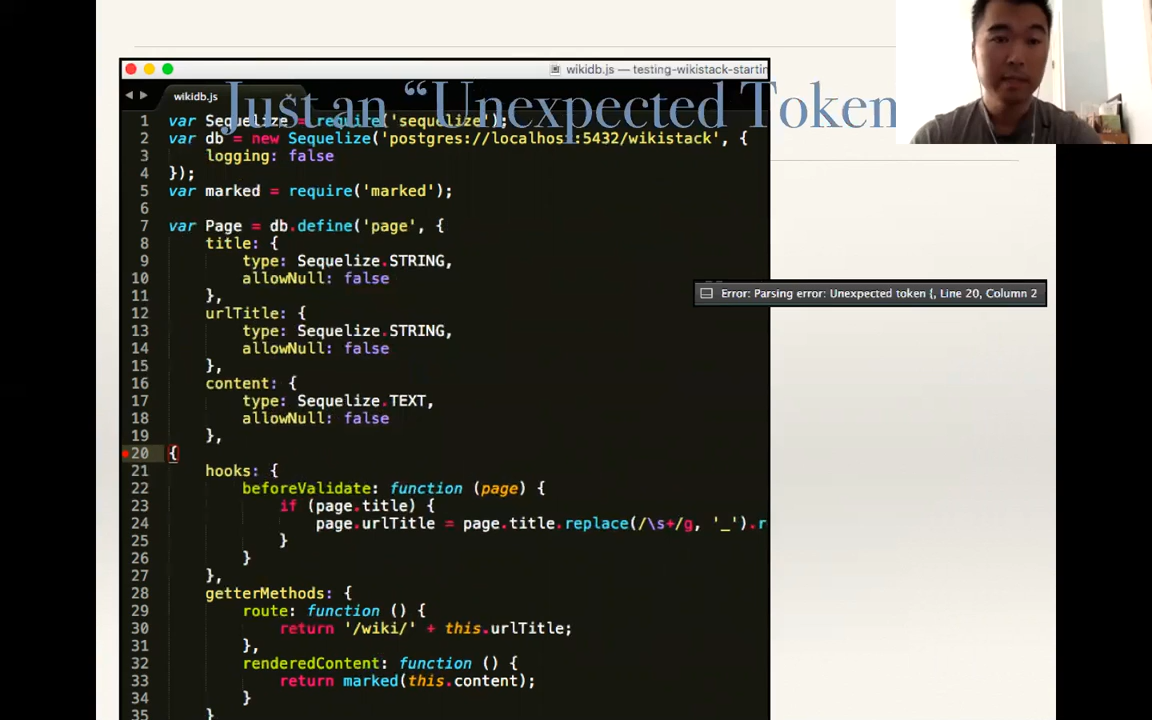 wikidb.js — testing-wikistack-startin
wikidb.js
Just an “Unexpected Token
1 var Sequelize = require('sequelize');
2 var db = new Sequelize('postgres://localhost:5432/wikistack', {
3 logging: false
4 });
5 var marked = require('marked');
6
7 var Page = db.define('page', {
8 title: {
9 type: Sequelize.STRING,
10 allowNull: false
11 },
12 urlTitle: {
13 type: Sequelize.STRING,
14 allowNull: false
15 },
16 content: {
17 type: Sequelize.TEXT,
18 allowNull: false
19 },
20 {
21 hooks: {
22 beforeValidate: function (page) {
23 if (page.title) {
24 page.urlTitle = page.title.replace(/\s+/g, '_').r
25 }
26 }
27 },
28 getterMethods: {
29 route: function () {
30 return '/wiki/' + this.urlTitle;
31 },
32 renderedContent: function () {
33 return marked(this.content);
34 }
35 }
Error: Parsing error: Unexpected token {, Line 20, Column 2